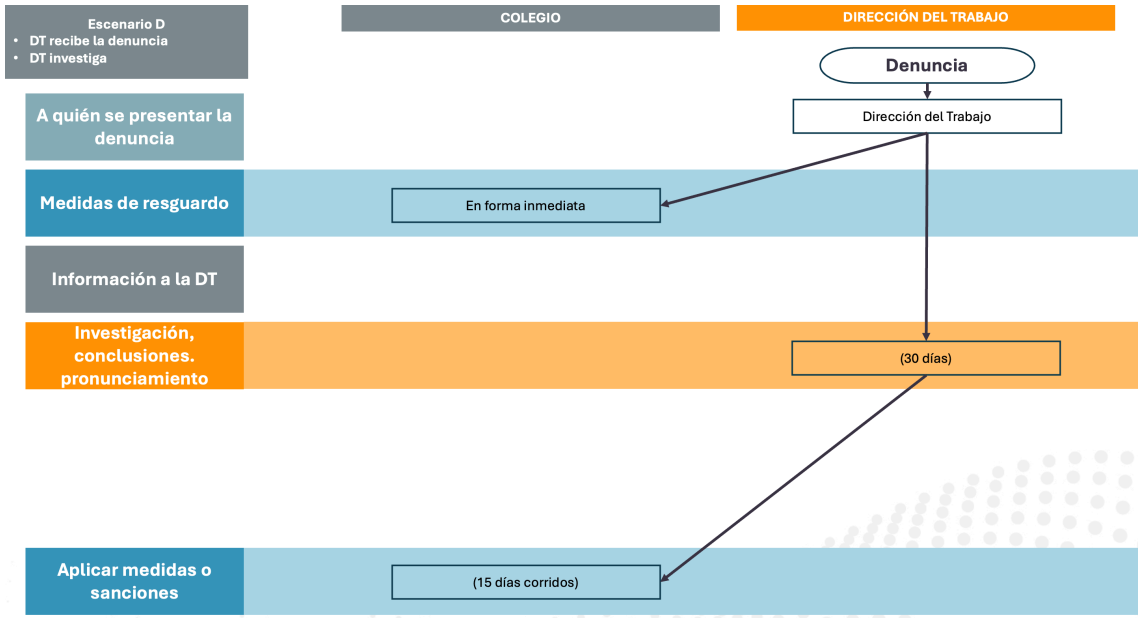 Escenario D
• DT recibe la denuncia
• DT investiga
COLEGIO
DIRECCIÓN DEL TRABAJO
Denuncia
A quién se presentar la
denuncia
Dirección del Trabajo
Medidas de resguardo
En forma inmediata
Información a la DT
Investigación,
conclusiones.
pronunciamiento
(30 días)
Aplicar medidas o
sanciones
(15 días corridos)